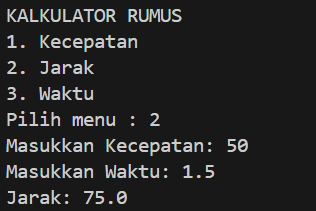 KALKULATOR RUMUS
1. Kecepatan
2. Jarak
3. Waktu
Pilih menu : 2
Masukkan Kecepatan: 50
Masukkan Waktu: 1.5
Jarak: 75.0